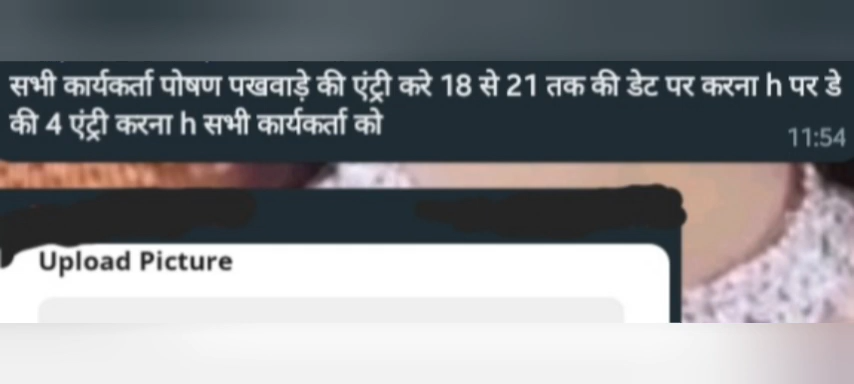 सभी कार्यकर्ता पोषण पखवाड़े की एंट्री करे 18 से 21 तक की डेट पर करना h पर डे
की 4 एंट्री करना h सभी कार्यकर्ता को
11:54
Upload Picture